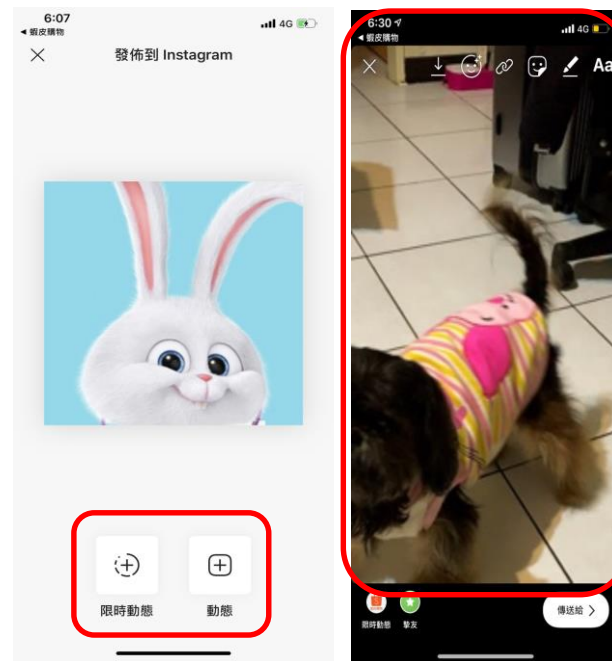 6:07
4G
◀ 蝦皮購物
發佈到 Instagram
限時動態
動態
6:30
4G
◀ 蝦皮購物
Aa
限時動態
摯友
傳送給